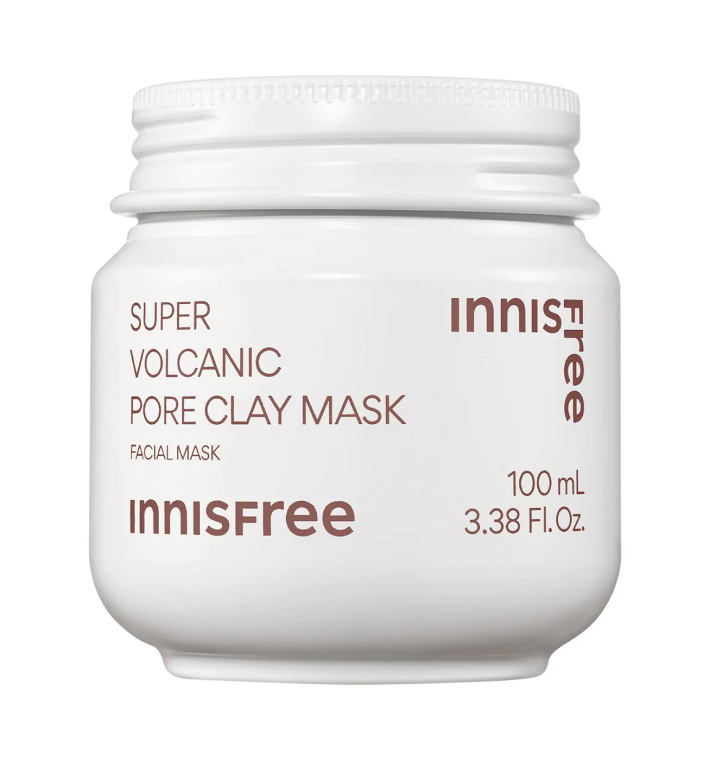 SUPER
VOLCANIC
PORE CLAY MASK
FACIAL MASK
INNISFree
INNISFree
100 mL
3.38 Fl.Oz.